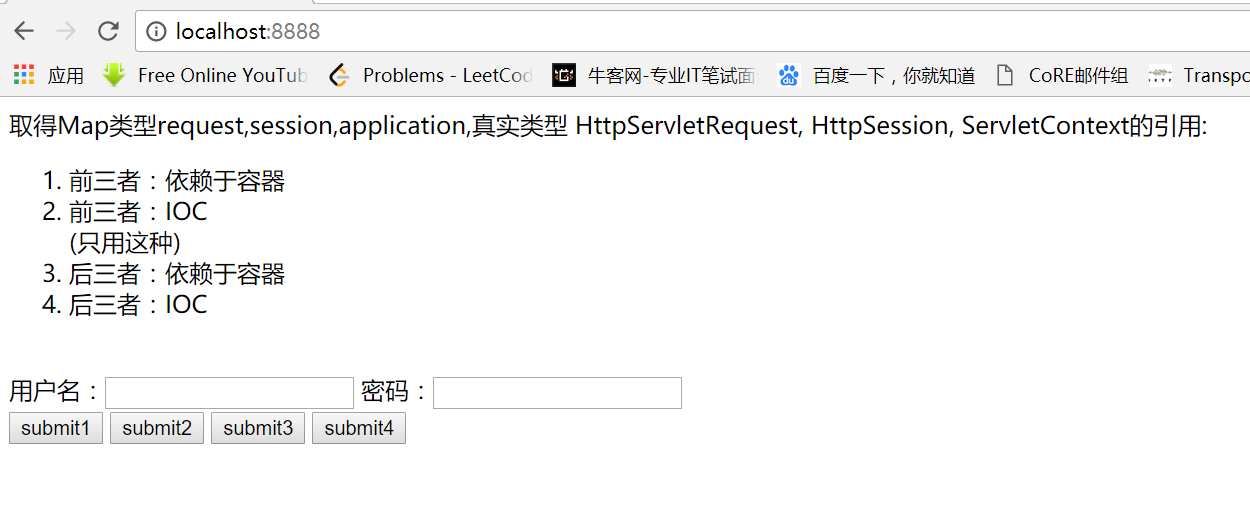 localhost:8888
应用 Free Online YouTub Problems - LeetCod 牛客网-专业IT笔试面 百度一下，你就知道 CoRE邮件组 Transpo
取得Map类型request,session,application,真实类型 HttpServletRequest, HttpSession, ServletContext的引用:
1. 前三者：依赖于容器
2. 前三者：IOC
(只用这种)
3. 后三者：依赖于容器
4. 后三者：IOC
用户名： 密码：
submit1 submit2 submit3 submit4